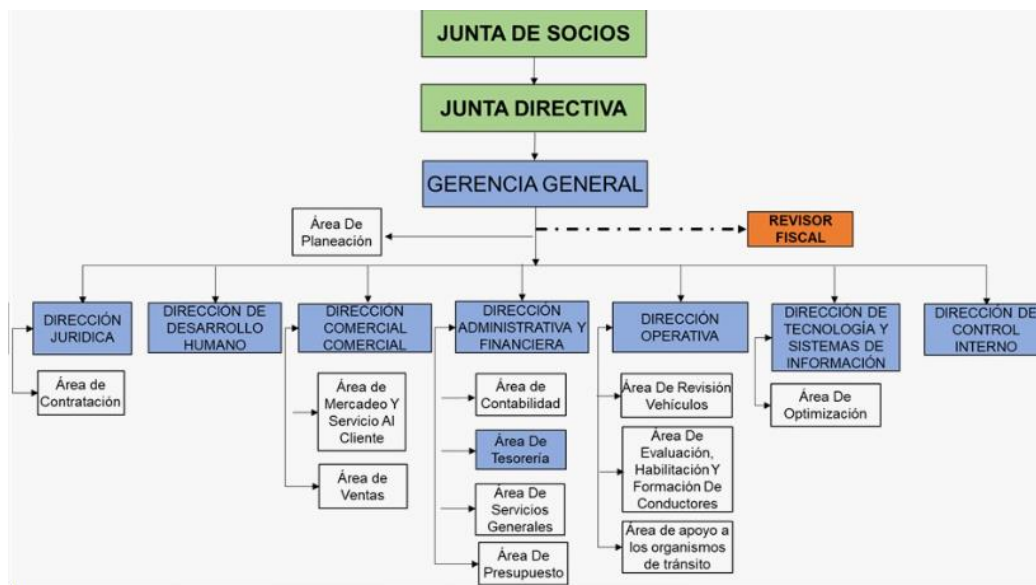 JUNTA DE SOCIOS
JUNTA DIRECTIVA
GERENCIA GENERAL
Área De
Planeación
REVISOR
FISCAL
DIRECCIÓN
JURIDICA
DIRECCIÓN DE
DESARROLLO
HUMANO
DIRECCIÓN
COMERCIAL
COMERCIAL
DIRECCIÓN
ADMINISTRATIVA Y
FINANCIERA
DIRECCIÓN
OPERATIVA
DIRECCIÓN DE
TECNOLOGÍA Y
SISTEMAS DE
INFORMACIÓN
DIRECCIÓN DE
CONTROL
INTERNO
Área de
Contratación
Área de
Mercadeo Y
Servicio Al
Cliente
Área de
Ventas
Área de
Contabilidad
Área De
Tesorería
Área De
Servicios
Generales
Área De
Presupuesto
Área De Revisión
Vehículos
Área De
Evaluación,
Habilitación Y
Formación De
Conductores
Área de apoyo a
los organismos
de tránsito
Área De
Optimización